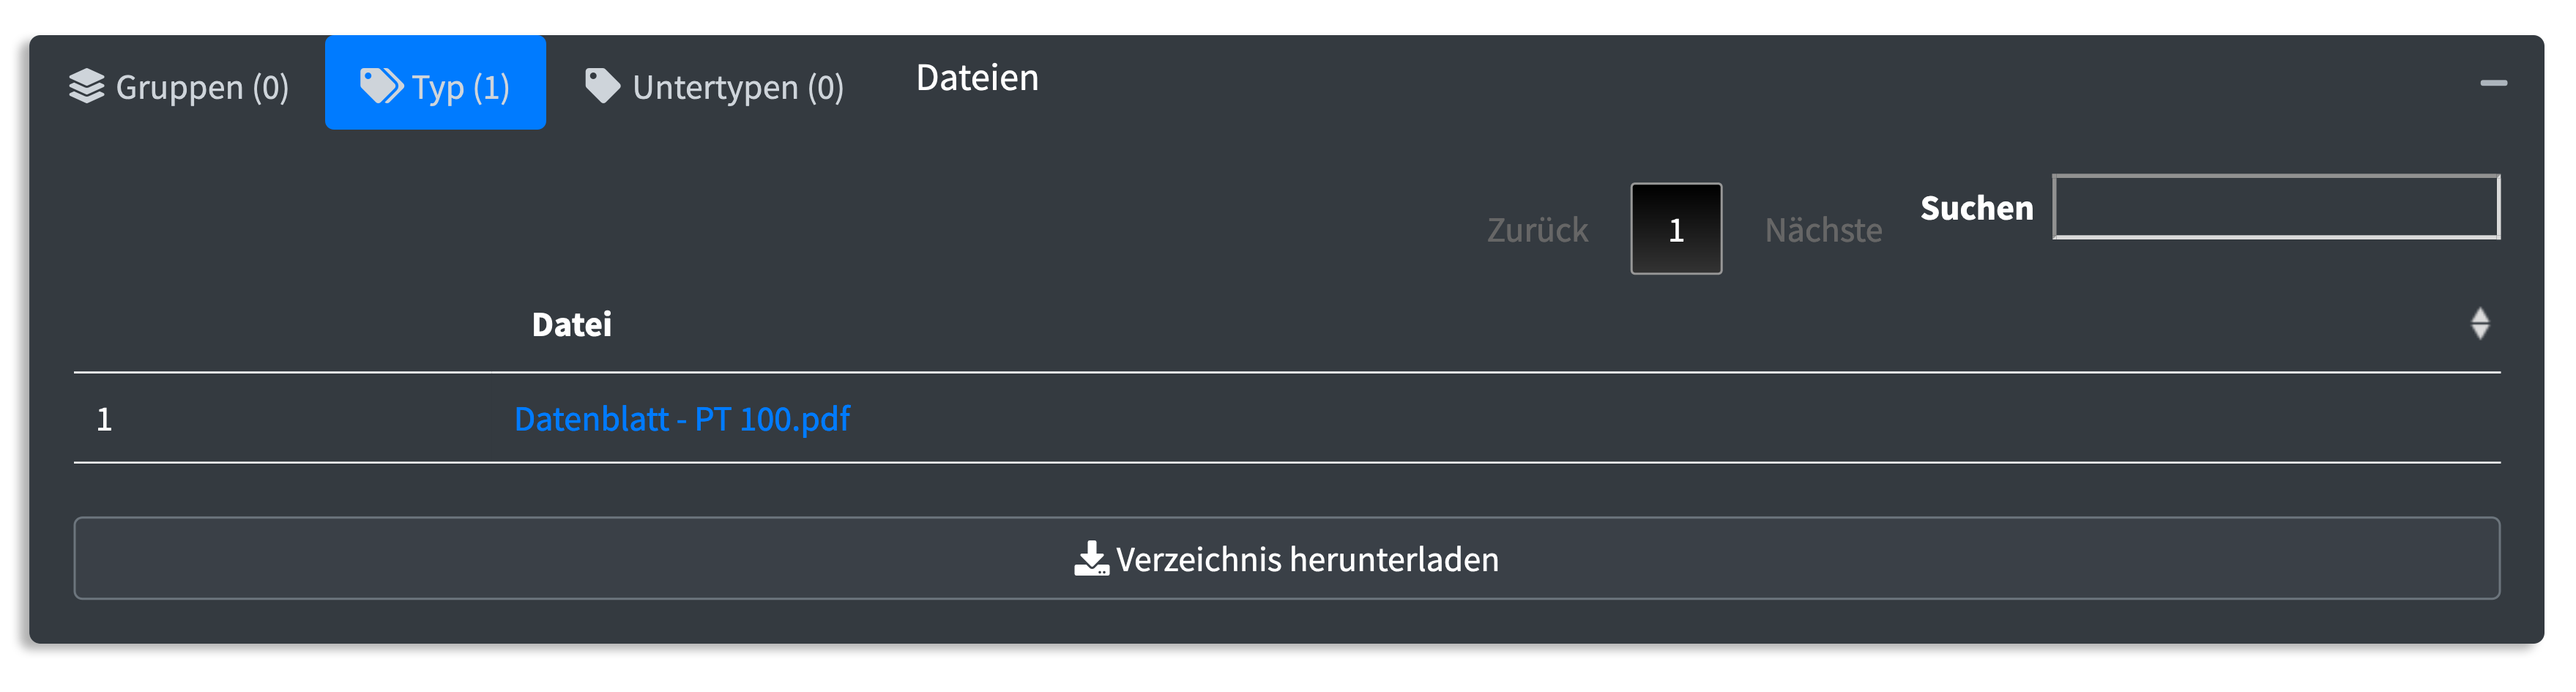 Gruppen (0) Typ (1) Untertypen (0) Dateien
Zurück 1 Nächste Suchen
Datei
1 Datenblatt - PT 100.pdf
Verzeichnis herunterladen